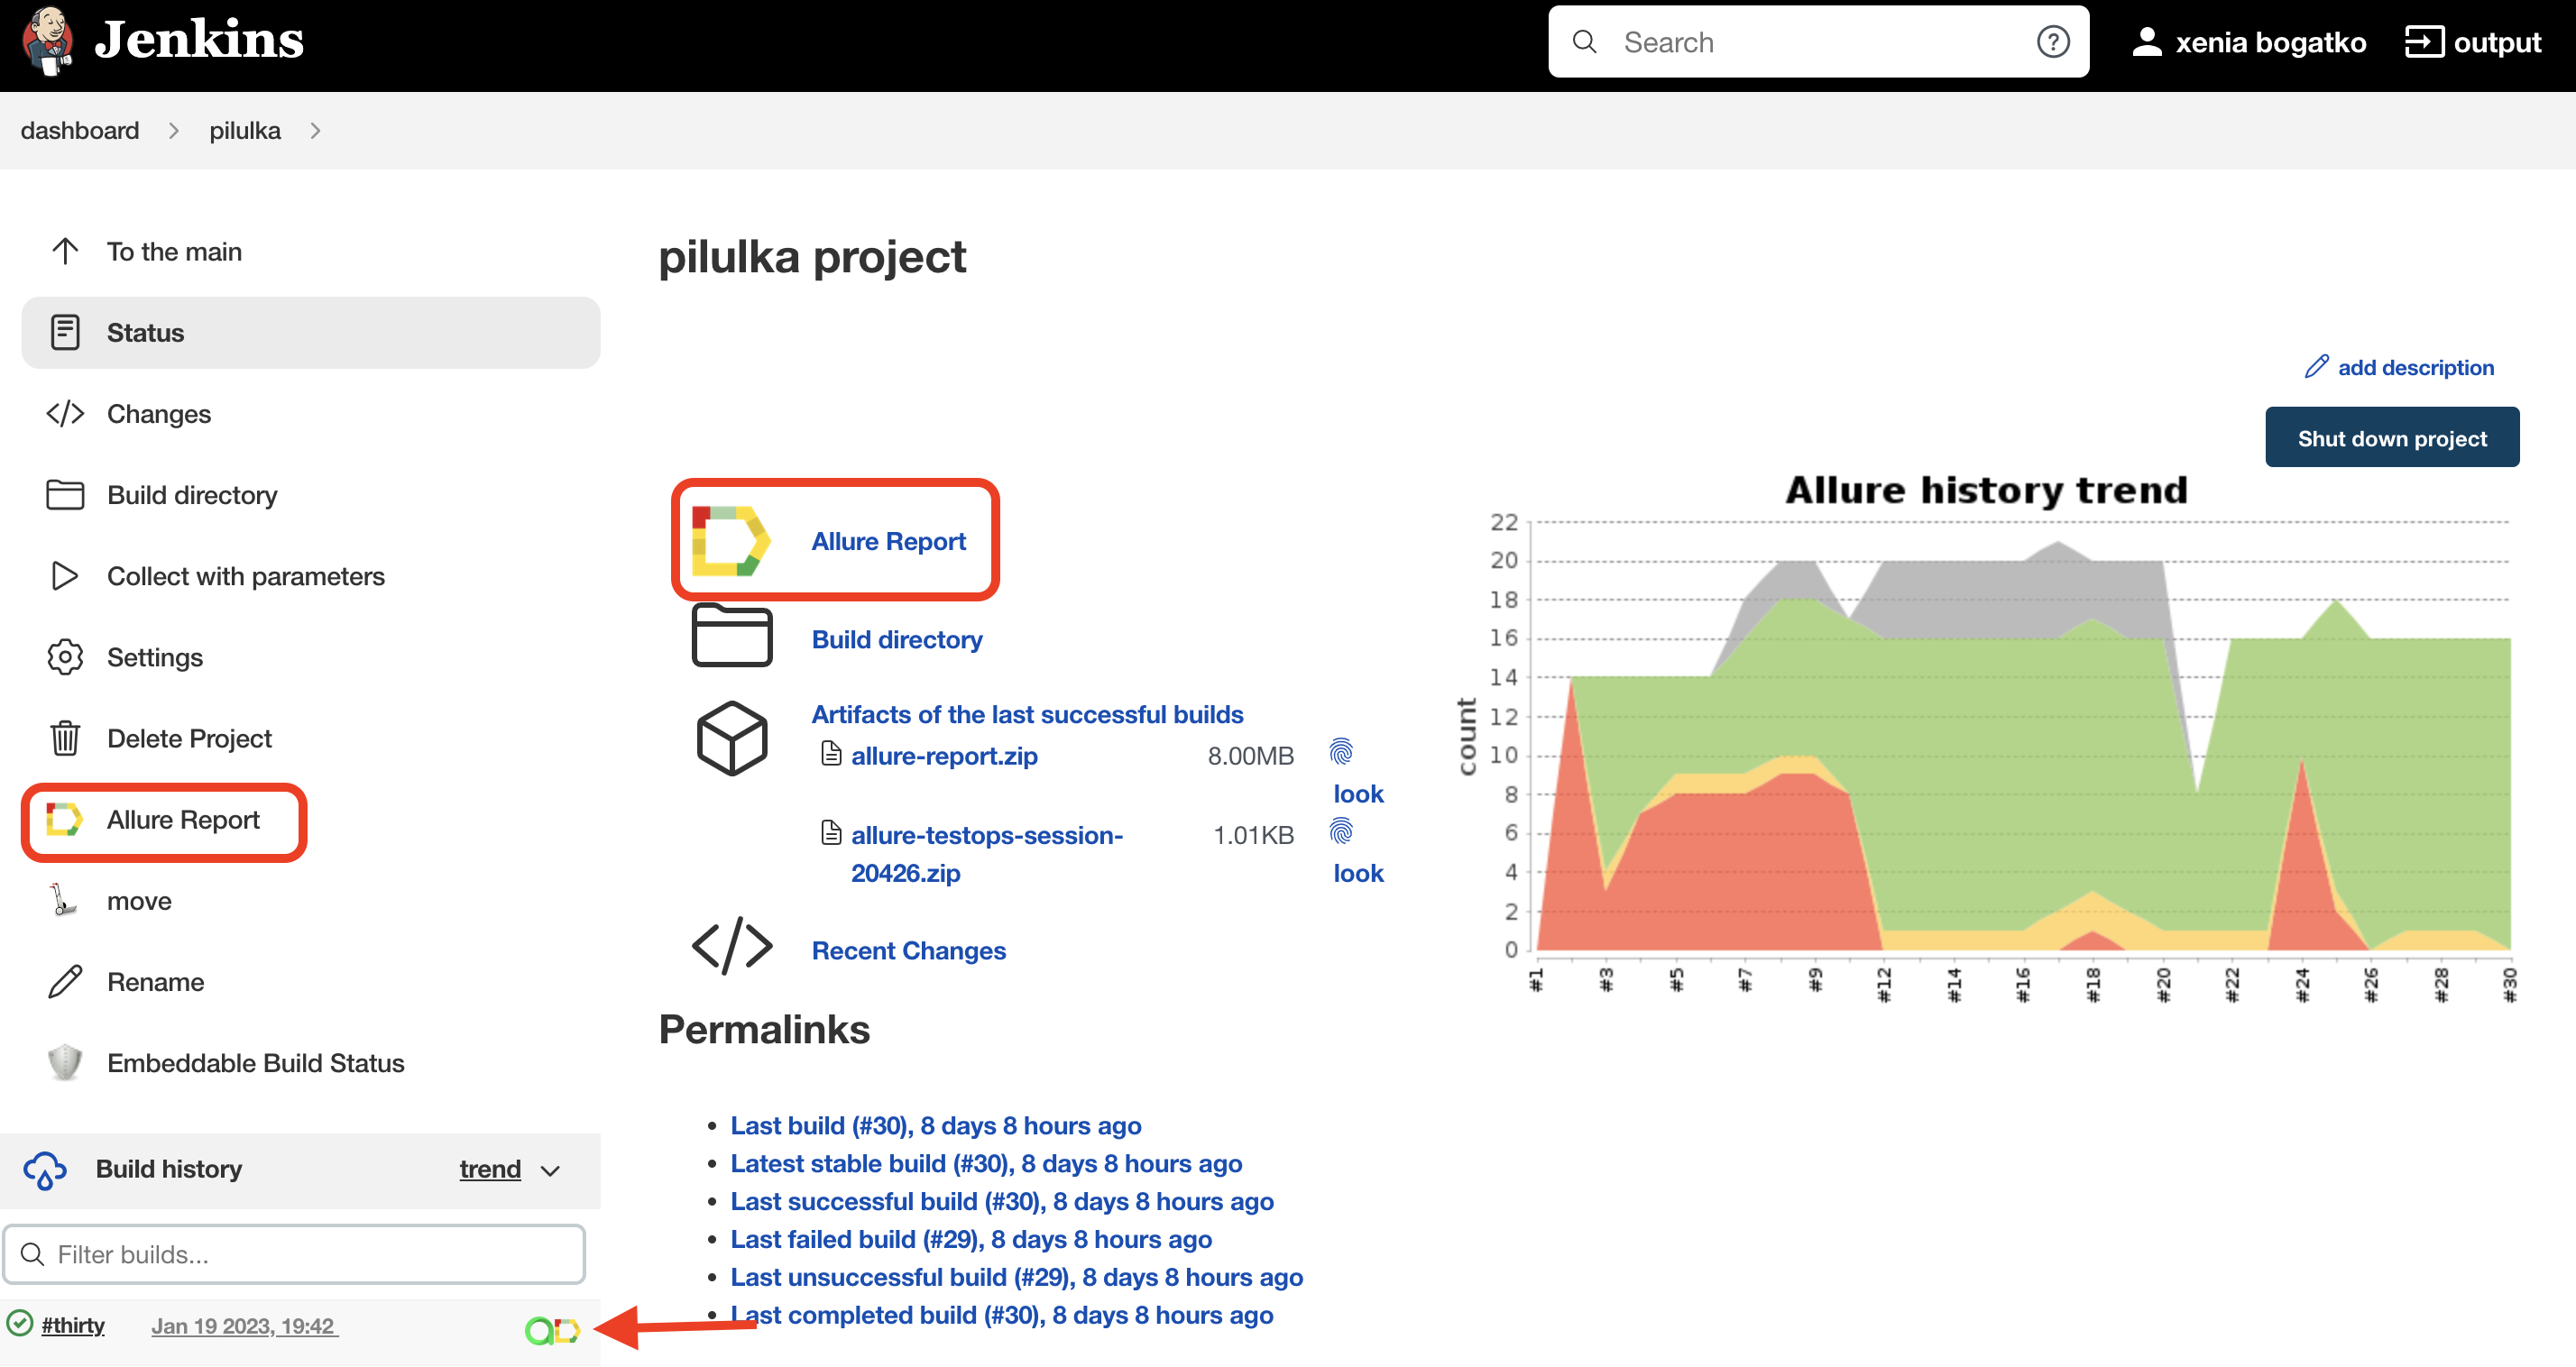 Jenkins
Search
xenia bogatko
output
dashboard
pilulka
To the main
Status
Changes
Build directory
Collect with parameters
Settings
Delete Project
Allure Report
move
Rename
Embeddable Build Status
Build history
trend
Filter builds...
#thirty
Jan 19 2023, 19:42
pilulka project
add description
Shut down project
Allure Report
Build directory
Artifacts of the last successful builds
allure-report.zip 8.00MB
look
allure-testops-session- 1.01KB
20426.zip look
Recent Changes
Allure history trend
22
20
18
16
14
12
10
8
6
4
2
0
count
#1 #3 #5 #7 #9 #12 #14 #16 #18 #20 #22 #24 #26 #28 #30
Permalinks
Last build (#30), 8 days 8 hours ago
Latest stable build (#30), 8 days 8 hours ago
Last successful build (#30), 8 days 8 hours ago
Last failed build (#29), 8 days 8 hours ago
Last unsuccessful build (#29), 8 days 8 hours ago
Last completed build (#30), 8 days 8 hours ago